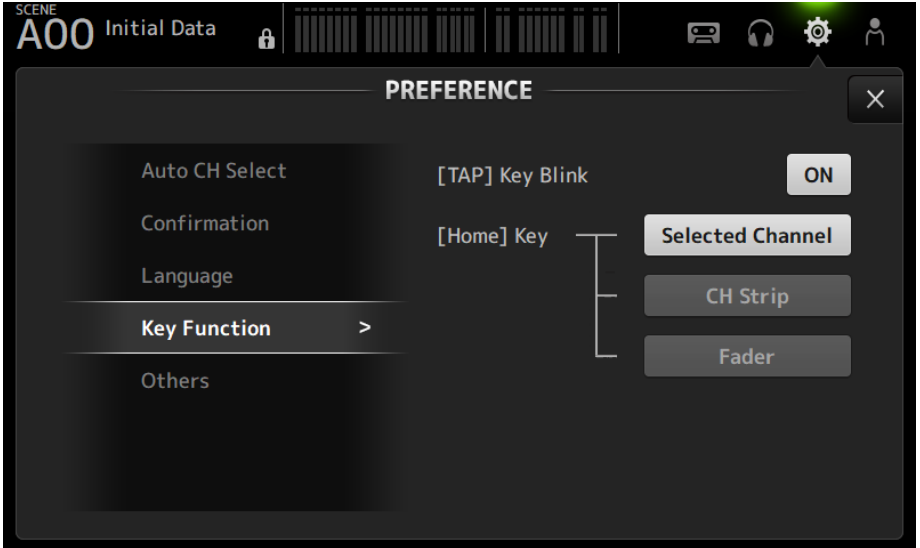 SCENE
A00 Initial Data
PREFERENCE
Auto CH Select
Confirmation
Language
Key Function >
Others
[TAP] Key Blink ON
[Home] Key Selected Channel
CH Strip
Fader